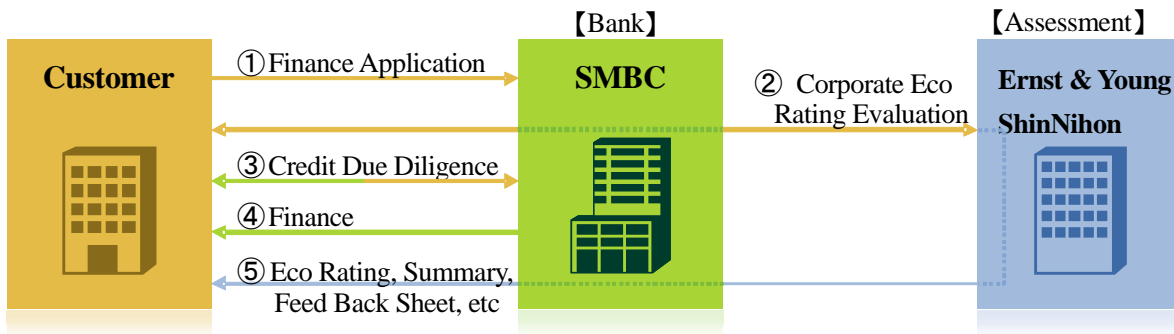 【Bank】
【Assessment】
Customer
①Finance Application
SMBC
② Corporate Eco
Rating Evaluation
Ernst & Young
ShinNihon
③Credit Due Diligence
④Finance
⑤Eco Rating, Summary,
Feed Back Sheet, etc